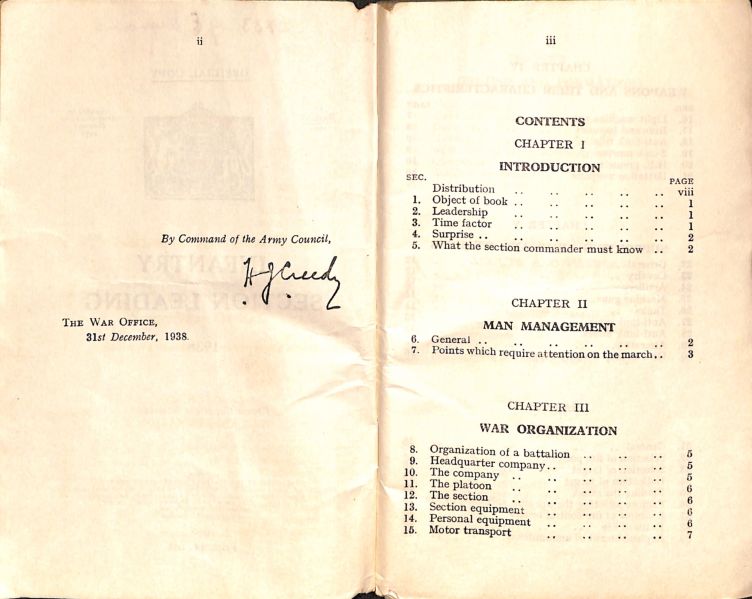 ii
By Command of the Army Council,
H J Creedy
THE WAR OFFICE,
31st December, 1938.
iii
CONTENTS
CHAPTER I
INTRODUCTION
SEC. PAGE
Distribution .. .. .. .. .. viii
1. Object of book .. .. .. .. .. 1
2. Leadership .. .. .. .. .. 1
3. Time factor .. .. .. .. .. 1
4. Surprise .. .. .. .. .. .. 2
5. What the section commander must know .. 2
CHAPTER II
MAN MANAGEMENT
6. General .. .. .. .. .. .. 2
7. Points which require attention on the march .. 3
CHAPTER III
WAR ORGANIZATION
8. Organization of a battalion .. .. .. 5
9. Headquarter company .. .. .. .. 5
10. The company .. .. .. .. .. 5
11. The platoon .. .. .. .. .. 6
12. The section .. .. .. .. .. 6
13. Section equipment .. .. .. .. 6
14. Personal equipment .. .. .. .. 6
15. Motor transport .. .. .. .. 7